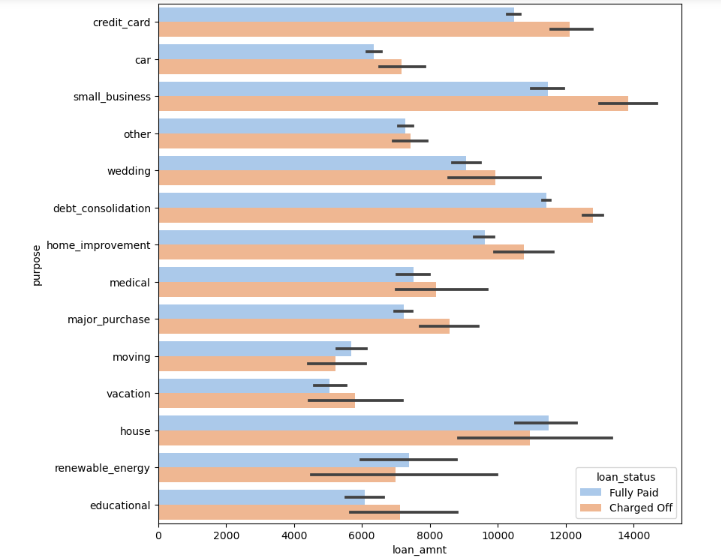 credit_card
car
small_business
other
wedding
debt_consolidation
home_improvement
medical
major_purchase
moving
vacation
house
renewable_energy
educational
purpose
loan_status
Fully Paid
Charged Off
0 2000 4000 6000 8000 10000 12000 14000
loan_amnt